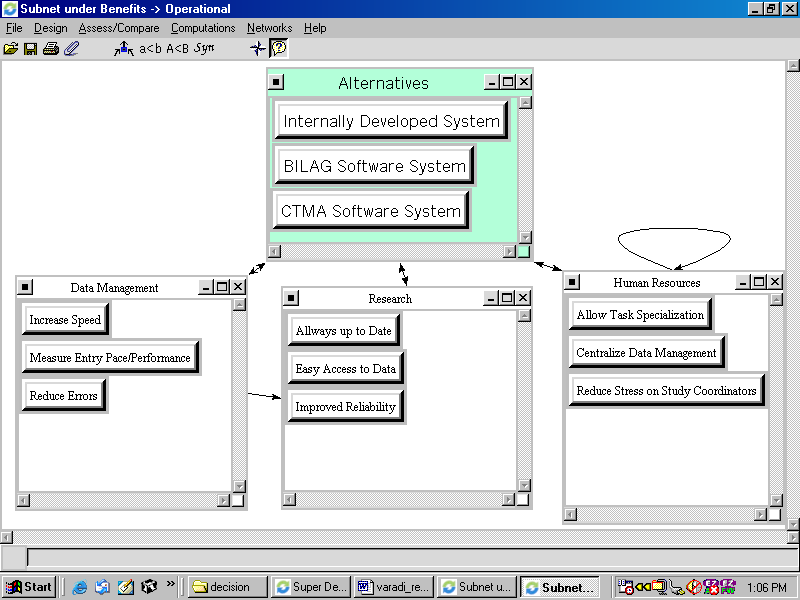 Subnet under Benefits -> Operational
File Design Assess/Compare Computations Networks Help
a<b A<B Syn
Alternatives
Internally Developed System
BILAG Software System
CTMA Software System
Data Management
Increase Speed
Measure Entry Pace/Performance
Reduce Errors
Research
Allways up to Date
Easy Access to Data
Improved Reliability
Human Resources
Allow Task Specialization
Centralize Data Management
Reduce Stress on Study Coordinators
Start decision Super De... varadi_re... Subnet u... Subnet... 1:06 PM